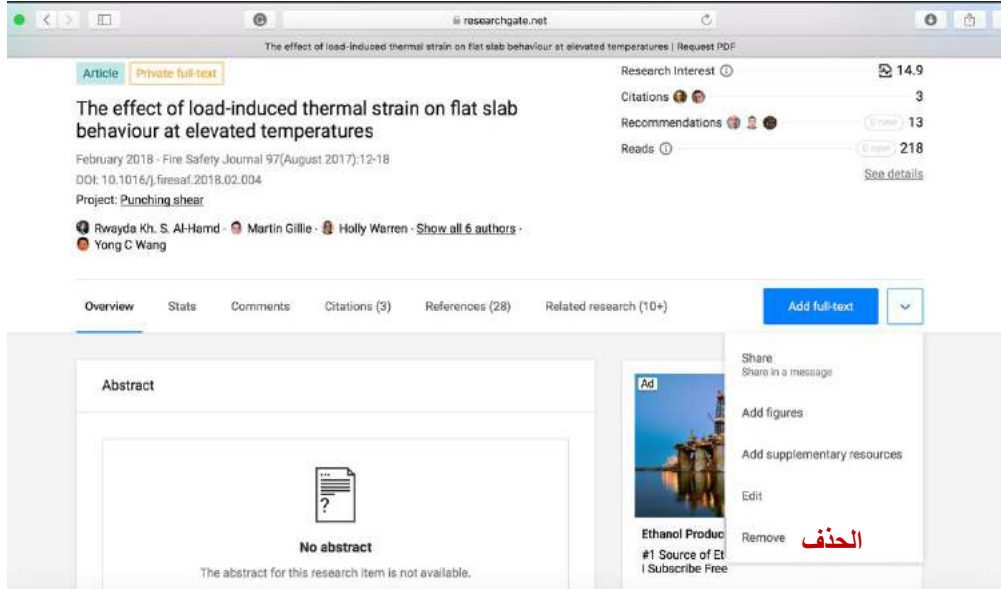 researchgate.net
The effect of load-induced thermal strain on flat slab behaviour at elevated temperatures | Request PDF
Article Private full-text
The effect of load-induced thermal strain on flat slab
behaviour at elevated temperatures
February 2018 · Fire Safety Journal 97(August 2017):12-18
DOI: 10.1016/j.firesaf.2018.02.004
Project: Punching shear
Rwayda Kh. S. Al-Hamd · Martin Gillie · Holly Warren · Show all 6 authors ·
Yong C Wang
Research Interest 14.9
Citations 3
Recommendations 0 new 13
Reads 0 new 218
See details
Overview Stats Comments Citations (3) References (28) Related research (10+) Add full-text
Share
Share in a message
Add figures
Add supplementary resources
Edit
Remove الحذف
Abstract
?
No abstract
The abstract for this research item is not available.
Ad
Ethanol Produc
#1 Source of Et
| Subscribe Free